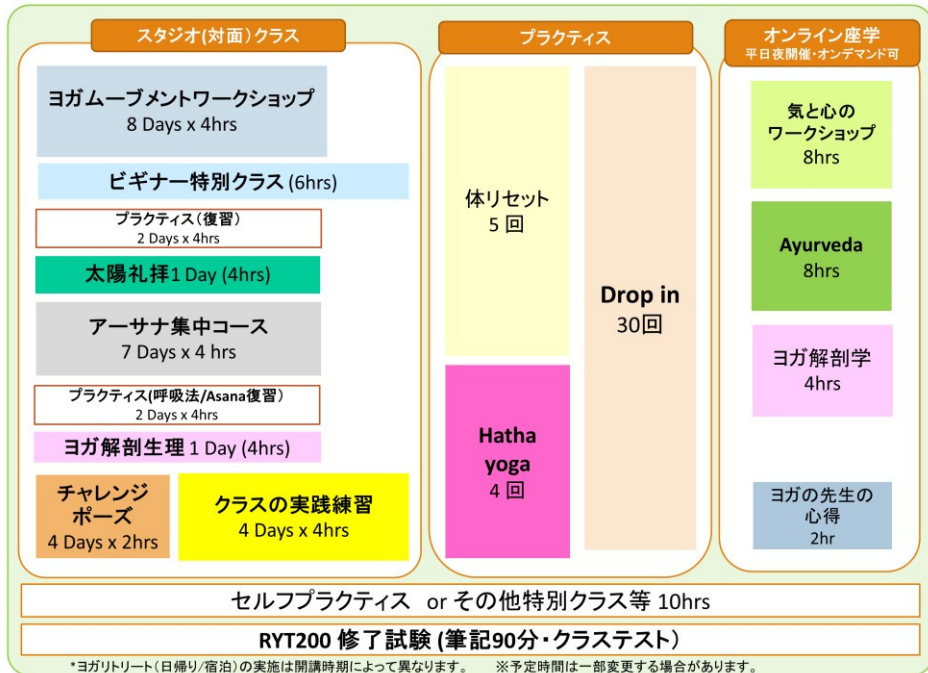 スタジオ(対面)クラス
ヨガムーブメントワークショップ
8 Days x 4hrs
ビギナー特別クラス (6hrs)
プラクティス(復習)
2 Days x 4hrs
太陽礼拝1 Day (4hrs)
アーサナ集中コース
7 Days x 4 hrs
プラクティス(呼吸法/Asana復習)
2 Days x 4hrs
ヨガ解剖生理 1 Day (4hrs)
チャレンジ
ポーズ
4 Days x 2hrs
クラスの実践練習
4 Days x 4hrs
プラクティス
体リセット
5 回
Hatha
yoga
4 回
Drop in
30回
オンライン座学
平日夜開催・オンデマンド可
気と心の
ワークショップ
8hrs
Ayurveda
8hrs
ヨガ解剖学
4hrs
ヨガの先生の
心得
2hr
セルフプラクティス or その他特別クラス等 10hrs
RYT200 修了試験 (筆記90分・クラステスト)
*ヨガリトリート(日帰り/宿泊)の実施は開講時期によって異なります。 ※予定時間は一部変更する場合があります。